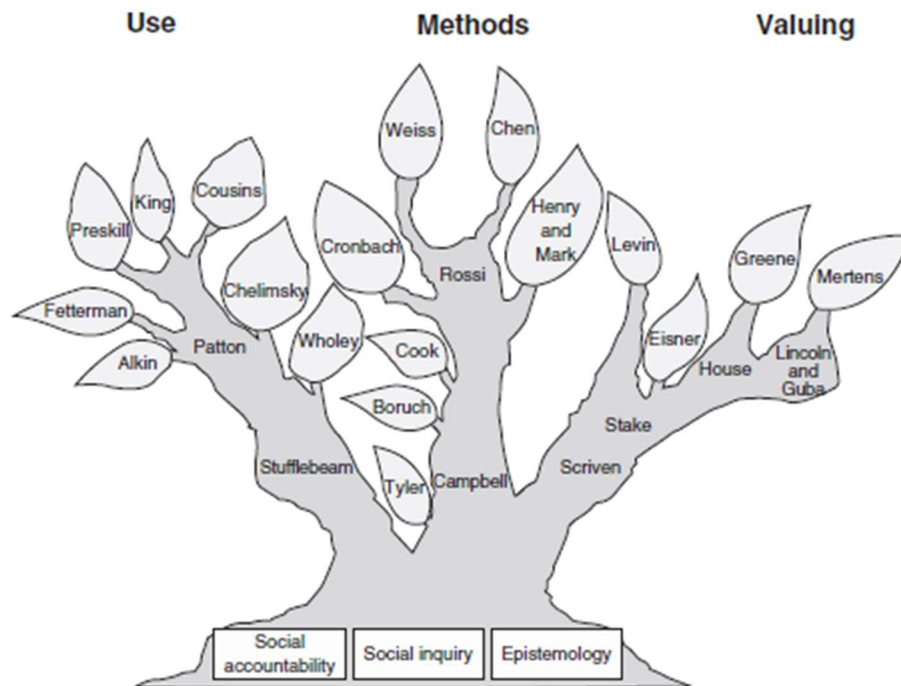 Use
Methods
Valuing
Weiss
Chen
King
Cousins
Preskill
Cronbach
Henry
and
Mark
Levin
Greene
Mertens
Rossi
Chelimsky
Fetterman
Patton
Wholey
Cook
Eisner
Alkin
House
Lincoln
and
Guba
Boruch
Stake
Stufflebeam
Tyler
Campbell
Scriven
Social
accountability
Social inquiry
Epistemology